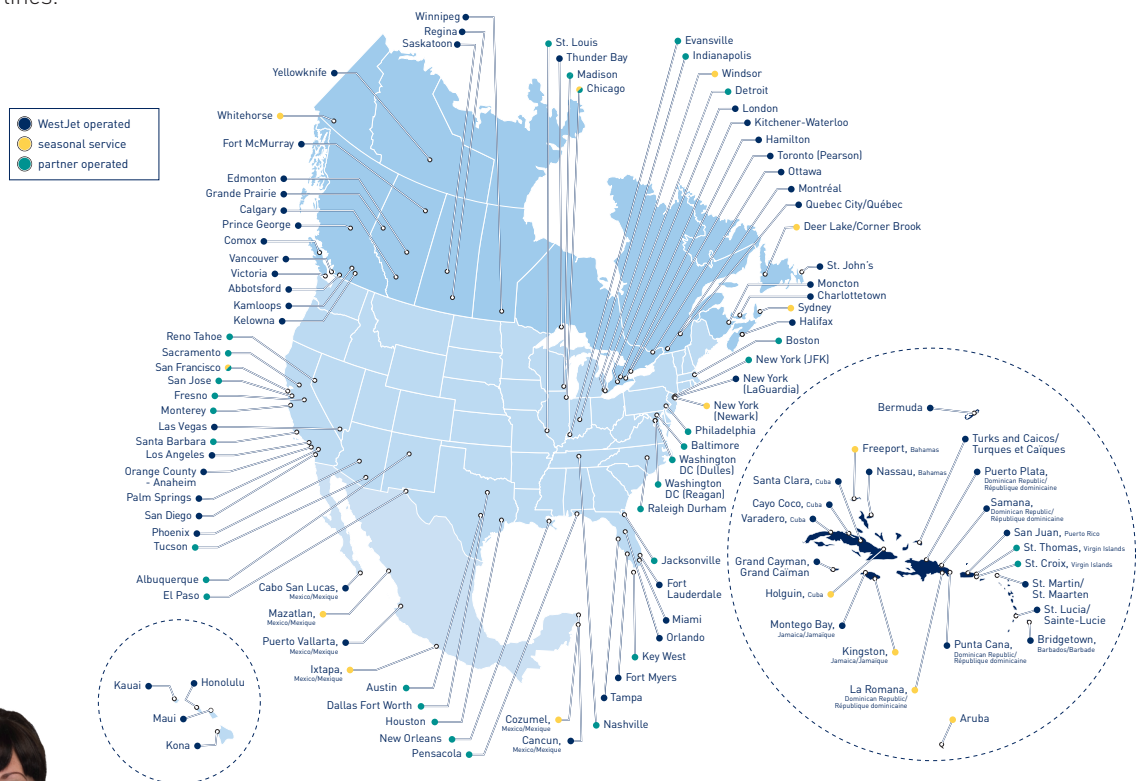 lines.
WestJet operated
seasonal service
partner operated
Winnipeg
Regina
Saskatoon
Yellowknife
Whitehorse
Fort McMurray
Edmonton
Grande Prairie
Calgary
Prince George
Comox
Vancouver
Victoria
Abbotsford
Kamloops
Kelowna
Reno Tahoe
Sacramento
San Francisco
San Jose
Fresno
Monterey
Las Vegas
Santa Barbara
Los Angeles
Orange County
- Anaheim
Palm Springs
San Diego
Phoenix
Tucson
Albuquerque
El Paso
Cabo San Lucas,
Mexico/Mexique
Mazatlan,
Mexico/Mexique
Puerto Vallarta,
Mexico/Mexique
Ixtapa,
Mexico/Mexique
Austin
Dallas Fort Worth
Houston
New Orleans
Pensacola
Cozumel,
Mexico/Mexique
Cancun,
Mexico/Mexique
Kauai
Honolulu
Maui
Kona
St. Louis
Thunder Bay
Madison
Chicago
Evansville
Indianapolis
Windsor
Detroit
London
Kitchener-Waterloo
Hamilton
Toronto (Pearson)
Ottawa
Montréal
Quebec City/Québec
Deer Lake/Corner Brook
St. John's
Moncton
Charlottetown
Sydney
Halifax
Boston
New York (JFK)
New York
(LaGuardia)
New York
(Newark)
Philadelphia
Baltimore
Washington
DC (Dulles)
Washington
DC (Reagan)
Raleigh Durham
Jacksonville
Fort
Lauderdale
Miami
Orlando
Key West
Fort Myers
Tampa
Nashville
Bermuda
Freeport, Bahamas
Nassau, Bahamas
Santa Clara, Cuba
Cayo Coco, Cuba
Varadero, Cuba
Grand Cayman,
Grand Caïman
Holguin, Cuba
Montego Bay,
Jamaica/Jamaïque
Kingston,
Jamaica/Jamaïque
La Romana,
Dominican Republic/
République dominicaine
Aruba
Turks and Caicos/
Turques et Caïques
Puerto Plata,
Dominican Republic/
République dominicaine
Samana,
Dominican Republic/
République dominicaine
San Juan, Puerto Rico
St. Thomas, Virgin Islands
St. Croix, Virgin Islands
St. Martin/
St. Maarten
St. Lucia/
Sainte-Lucie
Bridgetown,
Barbados/Barbade
Punta Cana,
Dominican Republic/
République dominicaine